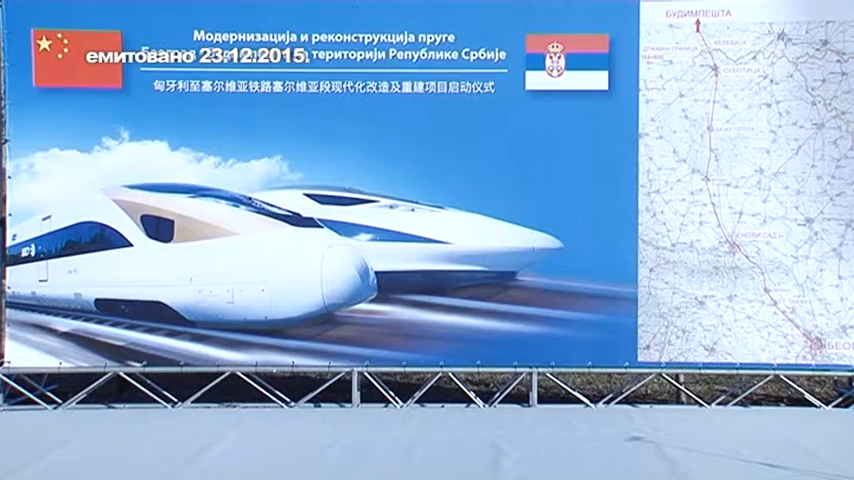 Модернизација и реконструкција пруге
територији Републике Србије
емитовано 23.12.2015.
匈牙利至塞尔维亚铁路塞尔维亚段现代化改造及重建项目启动仪式
БУДИМПЕШТА
КЕЛЕБИЈА
СУБОТИЦА
НОВИ САД